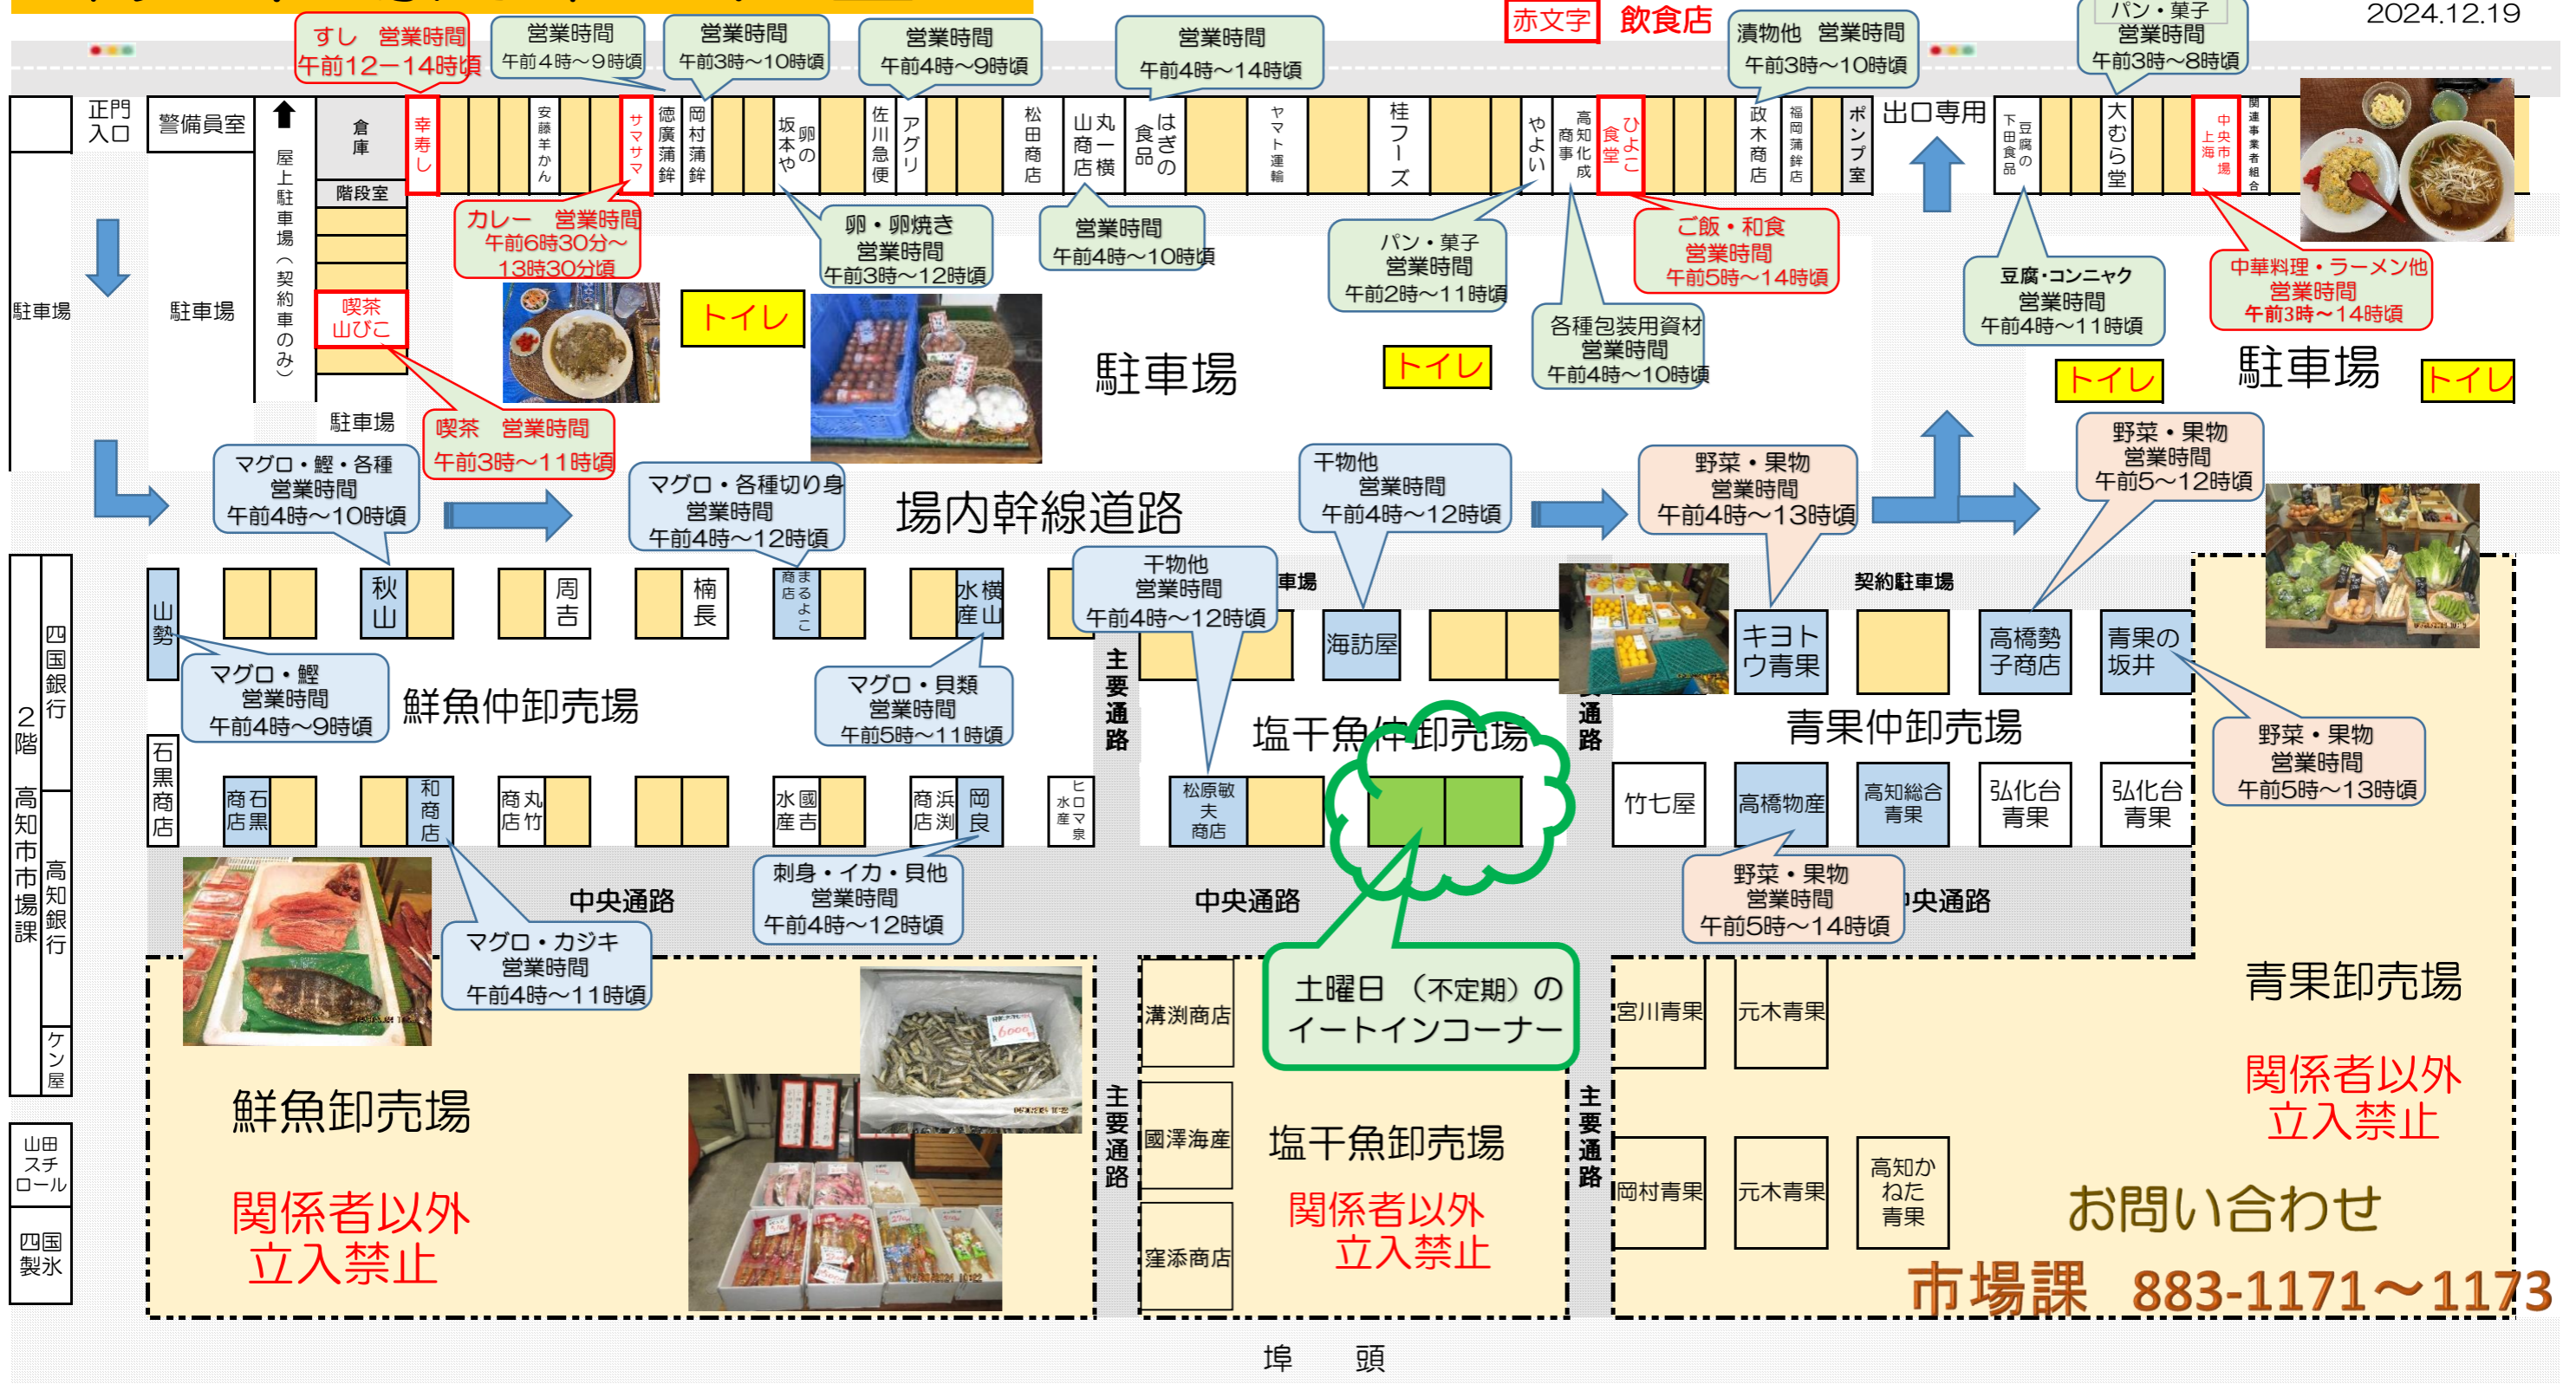 2024.12.19
赤文字　飲食店
すし　営業時間
午前12－14時頃
営業時間
午前4時～9時頃
営業時間
午前3時～10時頃
営業時間
午前4時～9時頃
営業時間
午前4時～14時頃
漬物他　営業時間
午前3時～10時頃
パン・菓子
営業時間
午前3時～8時頃
正門
入口
警備員室
屋上駐車場（契約車のみ）
倉庫
階段室
幸寿し
安藤羊かん
サマサマ
徳廣蒲鉾
岡村蒲鉾
卵の
坂本や
佐川急便
アグリ
松田商店
丸一横
山商店
はぎの
食品
ヤマト運輸
桂フーズ
やよい
高知化成
商事
ひよこ
食堂
政木商店
福岡蒲鉾店
ポンプ室
出口専用
豆腐の
下田食品
大むら堂
中央市場
上海
関連事業者組合
カレー　営業時間
午前6時30分～
13時30分頃
卵・卵焼き
営業時間
午前3時～12時頃
営業時間
午前4時～10時頃
パン・菓子
営業時間
午前2時～11時頃
ご飯・和食
営業時間
午前5時～14時頃
各種包装用資材
営業時間
午前4時～10時頃
豆腐・コンニャク
営業時間
午前4時～11時頃
中華料理・ラーメン他
営業時間
午前3時～14時頃
駐車場
駐車場
喫茶
山びこ
駐車場
喫茶　営業時間
午前3時～11時頃
トイレ
駐車場
トイレ
トイレ
駐車場
トイレ
マグロ・鰹・各種
営業時間
午前4時～10時頃
マグロ・各種切り身
営業時間
午前4時～12時頃
場内幹線道路
干物他
営業時間
午前4時～12時頃
干物他
営業時間
午前4時～12時頃
野菜・果物
営業時間
午前4時～13時頃
野菜・果物
営業時間
午前5～12時頃
車場
契約駐車場
山勢
秋山
周吉
楠長
まるよこ
商店
横山
水産
海訪屋
キヨト
ウ青果
高橋勢
子商店
青果の
坂井
マグロ・鰹
営業時間
午前4時～9時頃
鮮魚仲卸売場
マグロ・貝類
営業時間
午前5時～11時頃
主要通路
塩干魚仲卸売場
要通路
青果仲卸売場
野菜・果物
営業時間
午前5時～13時頃
2階　高知市市場課
四国銀行
高知銀行
ケン屋
石黒商店
石黒
商店
和商店
丸竹
商店
國吉
水産
浜渕
商店
岡良
ヒロマ泉
水産
松原敏
夫
商店
竹七屋
高橋物産
高知総合
青果
弘化台
青果
弘化台
青果
中央通路
刺身・イカ・貝他
営業時間
午前4時～12時頃
マグロ・カジキ
営業時間
午前4時～11時頃
中央通路
野菜・果物
営業時間
午前5時～14時頃
中央通路
土曜日　（不定期）の
イートインコーナー
溝渕商店
國澤海産
窪添商店
宮川青果
元木青果
岡村青果
元木青果
高知か
ねた
青果
鮮魚卸売場
関係者以外
立入禁止
主要通路
塩干魚卸売場
関係者以外
立入禁止
主要通路
青果卸売場
関係者以外
立入禁止
山田
スチ
ロール
四国
製氷
お問い合わせ
市場課　883-1171～1173
埠　頭